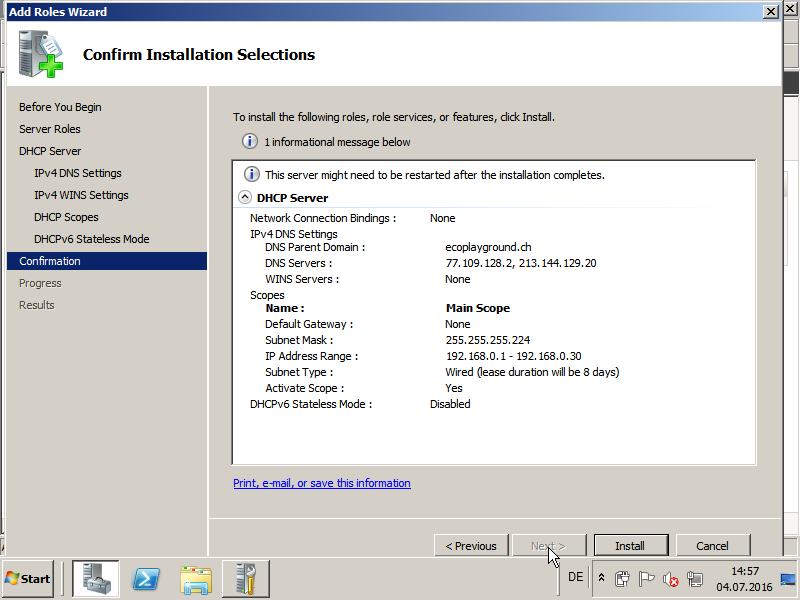 Add Roles Wizard
Confirm Installation Selections
Before You Begin
Server Roles
DHCP Server
IPv4 DNS Settings
IPv4 WINS Settings
DHCP Scopes
DHCPv6 Stateless Mode
Confirmation
Progress
Results
To install the following roles, role services, or features, click Install.
1 informational message below
This server might need to be restarted after the installation completes.
DHCP Server
Network Connection Bindings : None
IPv4 DNS Settings
DNS Parent Domain : ecoplayground.ch
DNS Servers : 77.109.128.2, 213.144.129.20
WINS Servers : None
Scopes
Name : Main Scope
Default Gateway : None
Subnet Mask : 255.255.255.224
IP Address Range : 192.168.0.1 - 192.168.0.30
Subnet Type : Wired (lease duration will be 8 days)
Activate Scope : Yes
DHCPv6 Stateless Mode : Disabled
Print, e-mail, or save this information
< Previous Next > Install Cancel
Start DE 14:57
04.07.2016